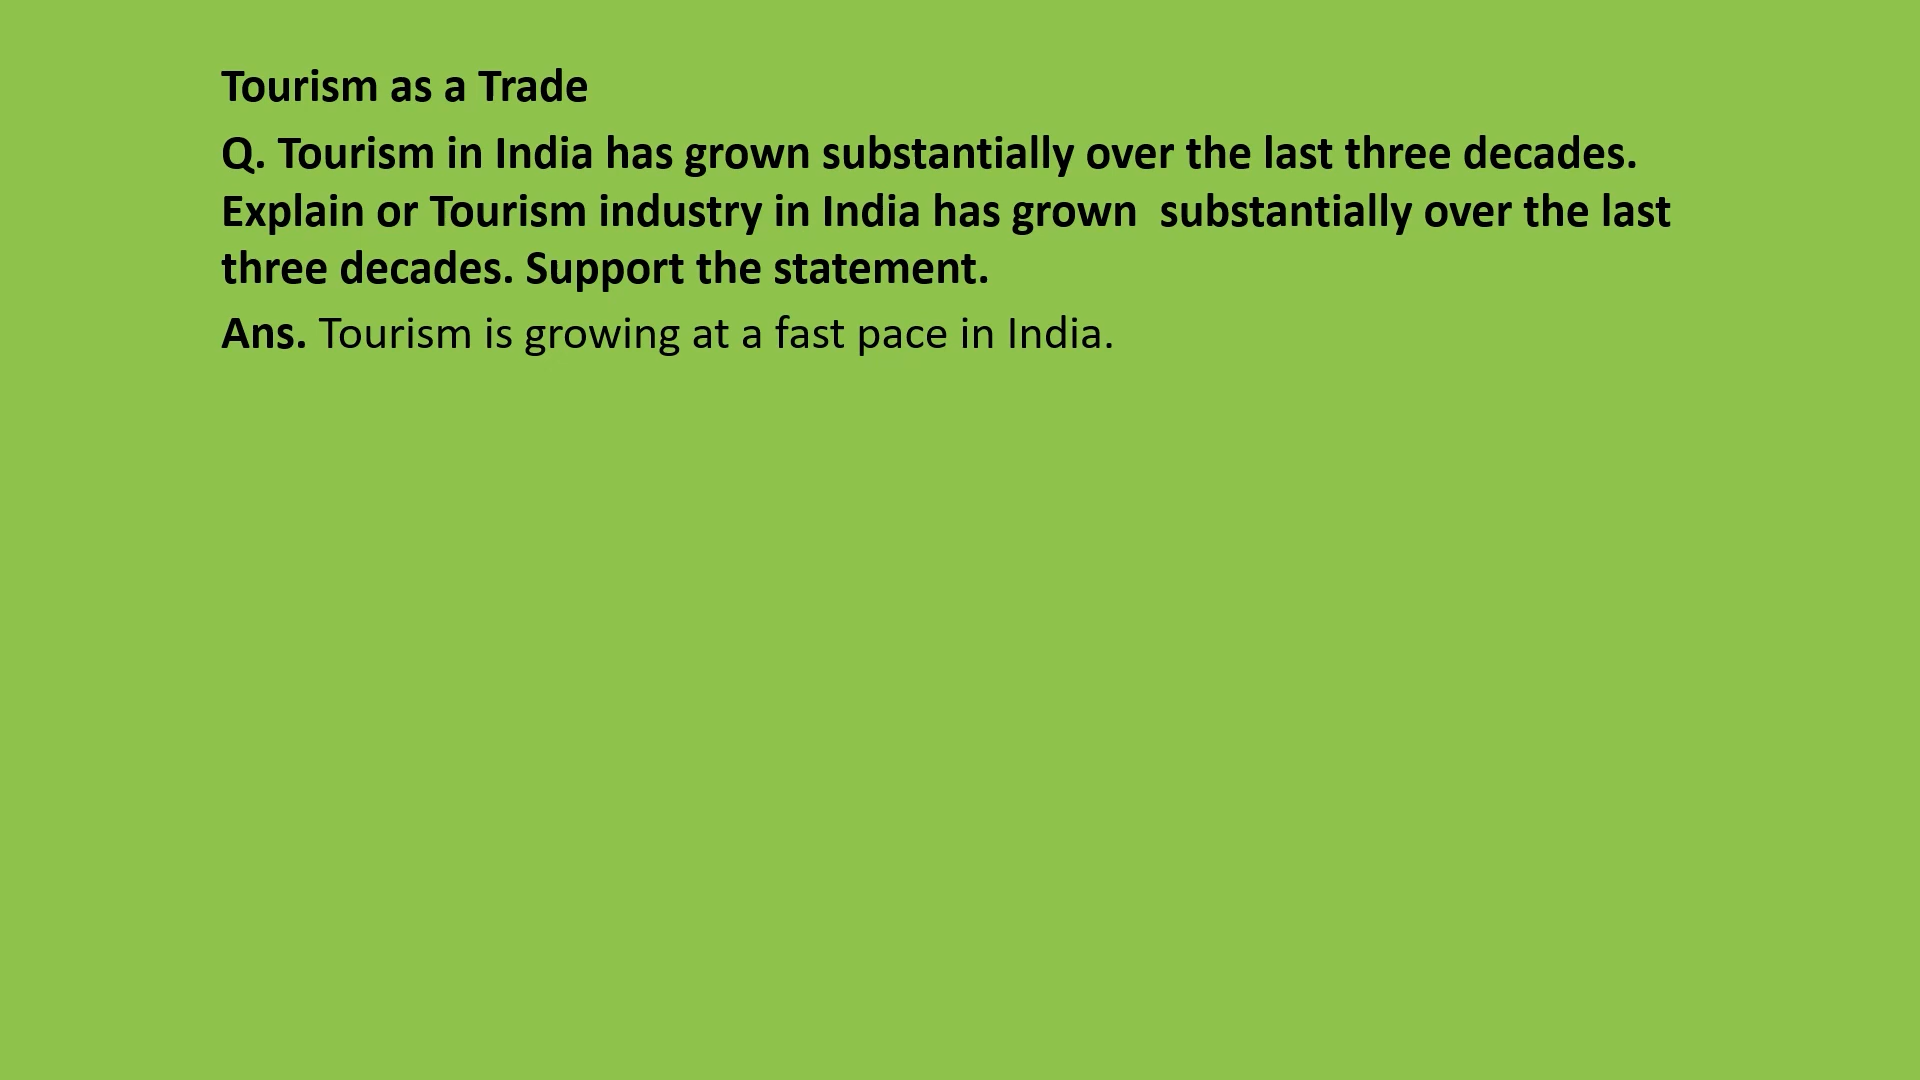 Tourism as a Trade
Q. Tourism in India has grown substantially over the last three decades.
Explain or Tourism industry in India has grown  substantially over the last
three decades. Support the statement.
Ans. Tourism is growing at a fast pace in India.